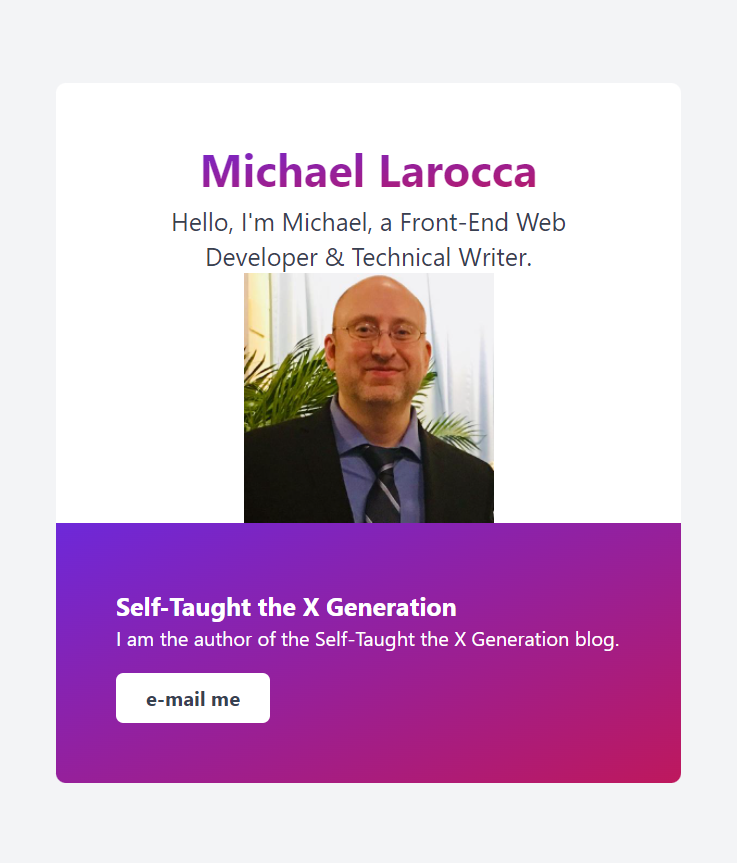 Michael Larocca
Hello, I'm Michael, a Front-End Web
Developer & Technical Writer.
Self-Taught the X Generation
I am the author of the Self-Taught the X Generation blog.
e-mail me